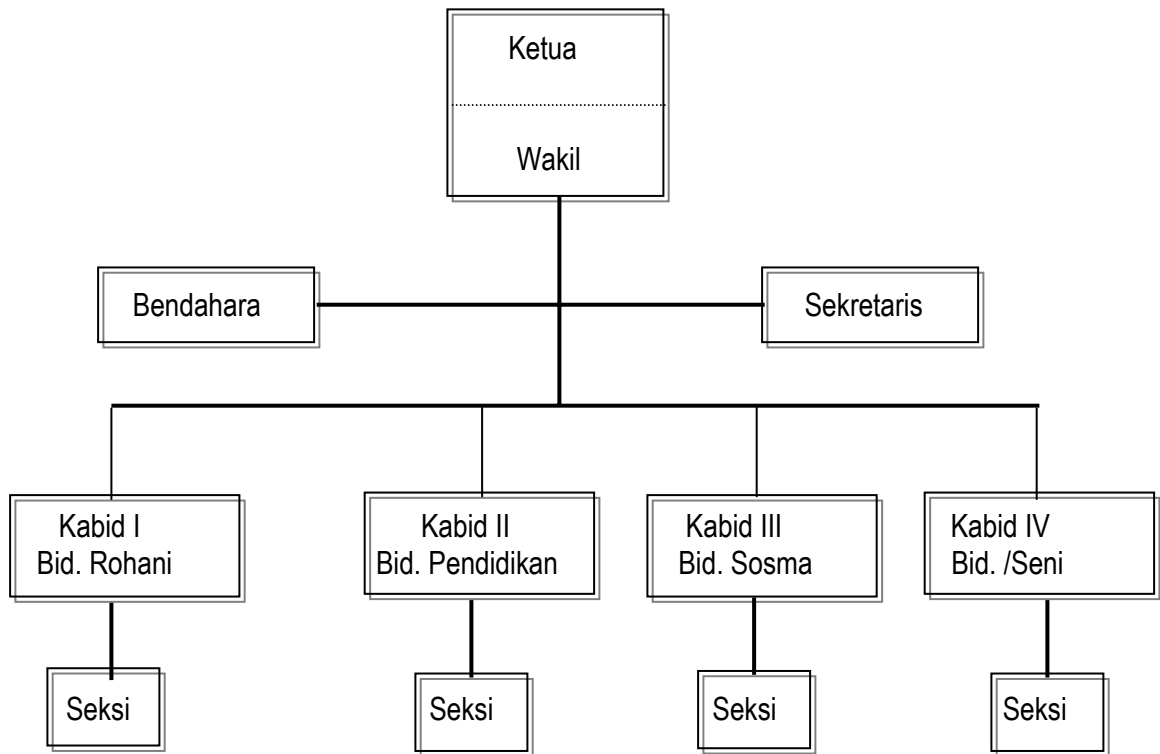 Ketua
Wakil
Bendahara
Sekretaris
Kabid I
Bid. Rohani
Kabid II
Bid. Pendidikan
Kabid III
Bid. Sosma
Kabid IV
Bid. /Seni
Seksi
Seksi
Seksi
Seksi